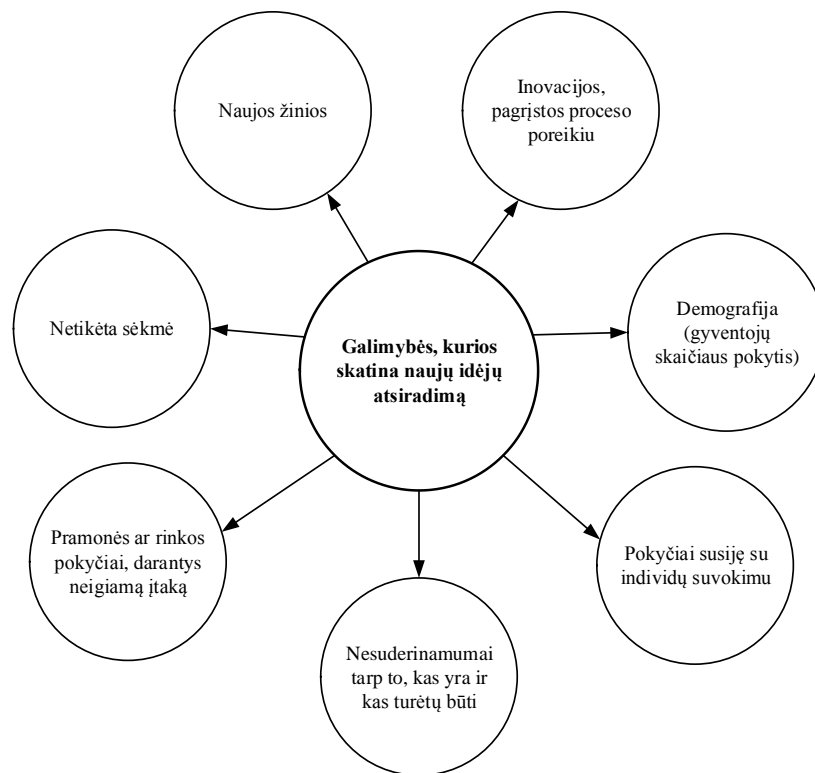 Naujos žinios
Inovacijos,
pagrįstos proceso
poreikiu
Netikėta sėkmė
Galimybės, kurios
skatina naujų idėjų
atsiradimą
Demografija
(gyventojų
skaičiaus pokytis)
Pramonės ar rinkos
pokyčiai, darantys
neigiamą įtaką
Pokyčiai susiję su
individų suvokimu
Nesuderinamumai
tarp to, kas yra ir
kas turėtų būti